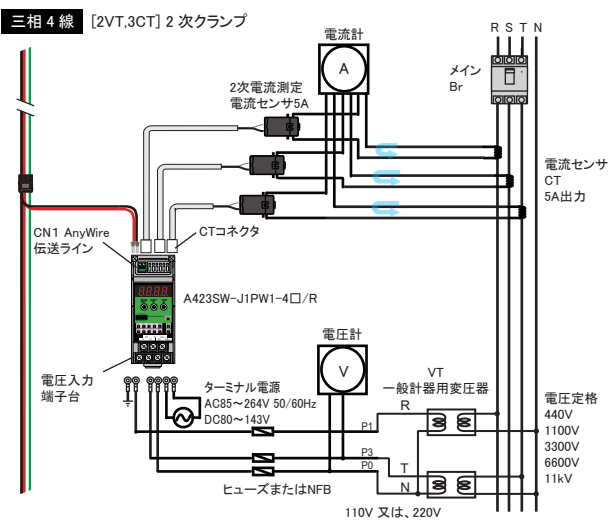 三相4線 [2VT,3CT] 2 次クランプ
電流計
A
R S T N
メイン
Br
2次電流測定
電流センサ5A
電流センサ
CT
5A出力
CN1 AnyWire
伝送ライン
CTコネクタ
A423SW-J1PW1-4□/R
電圧入力
端子台
ターミナル電源
AC85～264V 50/60Hz
DC80～143V
電圧計
V
VT
一般計器用変圧器
R
P1
P3
T
P0
N
電圧定格
440V
1100V
3300V
6600V
11kV
ヒューズまたはNFB
110V 又は、220V